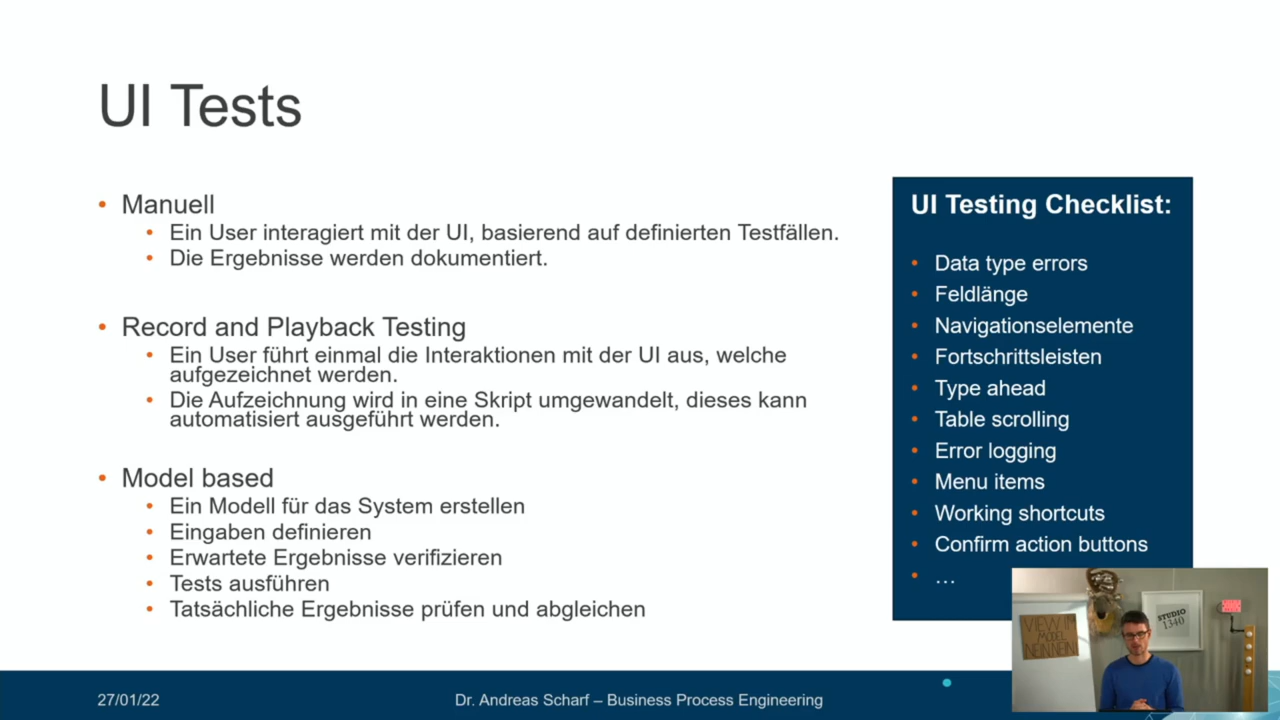 UI Tests
• Manuell
• Ein User interagiert mit der UI, basierend auf definierten Testfällen.
• Die Ergebnisse werden dokumentiert.
• Record and Playback Testing
• Ein User führt einmal die Interaktionen mit der UI aus, welche
aufgezeichnet werden.
• Die Aufzeichnung wird in eine Skript umgewandelt, dieses kann
automatisiert ausgeführt werden.
• Model based
• Ein Modell für das System erstellen
• Eingaben definieren
• Erwartete Ergebnisse verifizieren
• Tests ausführen
• Tatsächliche Ergebnisse prüfen und abgleichen
UI Testing Checklist:
• Data type errors
• Feldlänge
• Navigationselemente
• Fortschrittsleisten
• Type ahead
• Table scrolling
• Error logging
• Menu items
• Working shortcuts
• Confirm action buttons
• …
VIEW IM
MODEL
NEIN NEIN!
STUDIO
1340
27/01/22
Dr. Andreas Scharf – Business Process Engineering